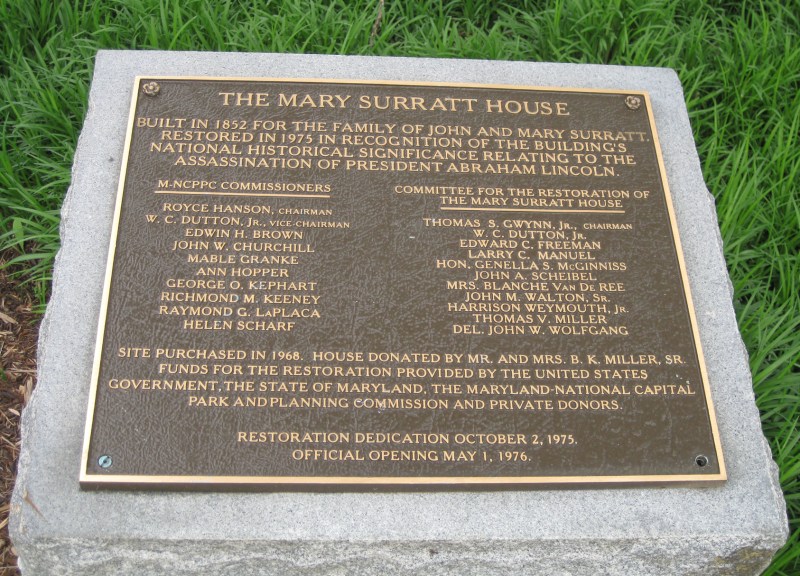 THE MARY SURRATT HOUSE
BUILT IN 1852 FOR THE FAMILY OF JOHN AND MARY SURRATT.
RESTORED IN 1975 IN RECOGNITION OF THE BUILDING'S
NATIONAL HISTORICAL SIGNIFICANCE RELATING TO THE
ASSASSINATION OF PRESIDENT ABRAHAM LINCOLN.
M-NCPPC COMMISSIONERS
ROYCE HANSON, CHAIRMAN
W. C. DUTTON, JR., VICE-CHAIRMAN
EDWIN H. BROWN
JOHN W. CHURCHILL
MABLE GRANKE
ANN HOPPER
GEORGE O. KEPHART
RICHMOND M. KEENEY
RAYMOND G. LAPLACA
HELEN SCHARF
COMMITTEE FOR THE RESTORATION OF
THE MARY SURRATT HOUSE
THOMAS S. GWYNN, JR., CHAIRMAN
W. C. DUTTON, JR.
EDWARD C. FREEMAN
LARRY C. MANUEL
HON. GENELLA S. MCGINNISS
JOHN A. SCHEIBEL
MRS. BLANCHE VAN DE REE
JOHN M. WALTON, SR.
HARRISON WEYMOUTH, JR.
THOMAS V. MILLER
DEL. JOHN W. WOLFGANG
SITE PURCHASED IN 1968. HOUSE DONATED BY MR. AND MRS. B. K. MILLER, SR.
FUNDS FOR THE RESTORATION PROVIDED BY THE UNITED STATES
GOVERNMENT, THE STATE OF MARYLAND, THE MARYLAND-NATIONAL CAPITAL
PARK AND PLANNING COMMISSION AND PRIVATE DONORS.
RESTORATION DEDICATION OCTOBER 2, 1975.
OFFICIAL OPENING MAY 1, 1976.